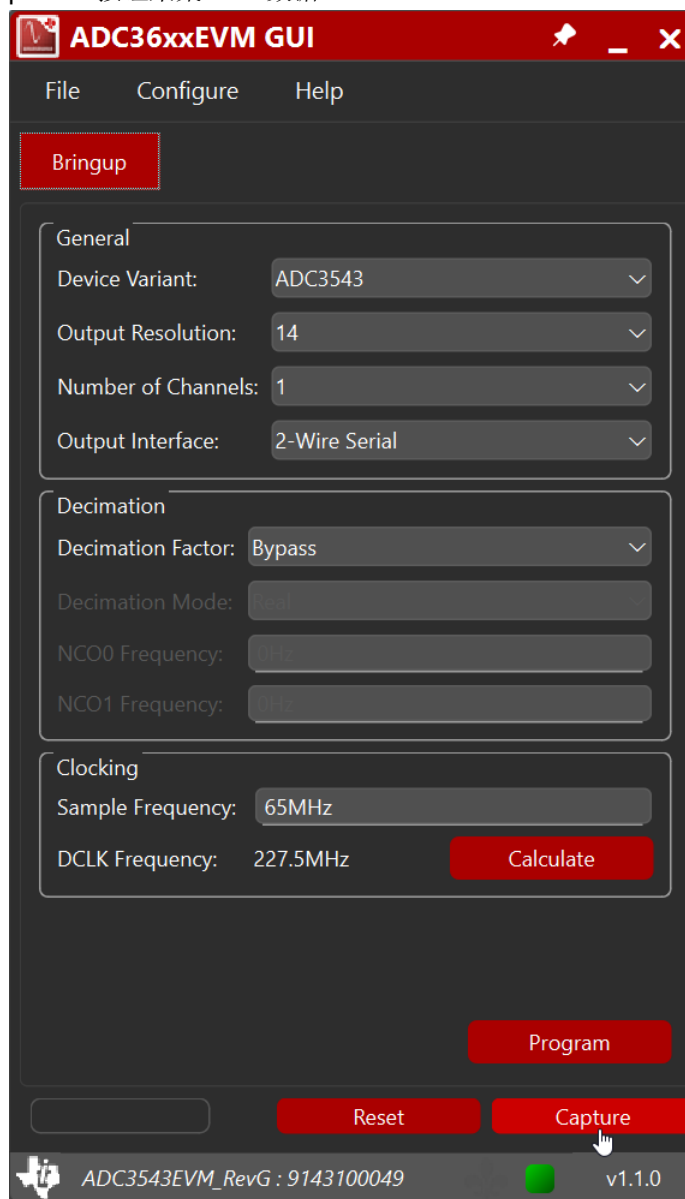 ADC36xxEVM GUI
File Configure Help
Bringup
General
Device Variant: ADC3543
Output Resolution: 14
Number of Channels: 1
Output Interface: 2-Wire Serial
Decimation
Decimation Factor: Bypass
Decimation Mode: Real
NCO0 Frequency: 0Hz
NCO1 Frequency: 0Hz
Clocking
Sample Frequency: 65MHz
DCLK Frequency: 227.5MHz Calculate
Program
Reset Capture
ADC3543EVM_RevG : 9143100049 v1.1.0